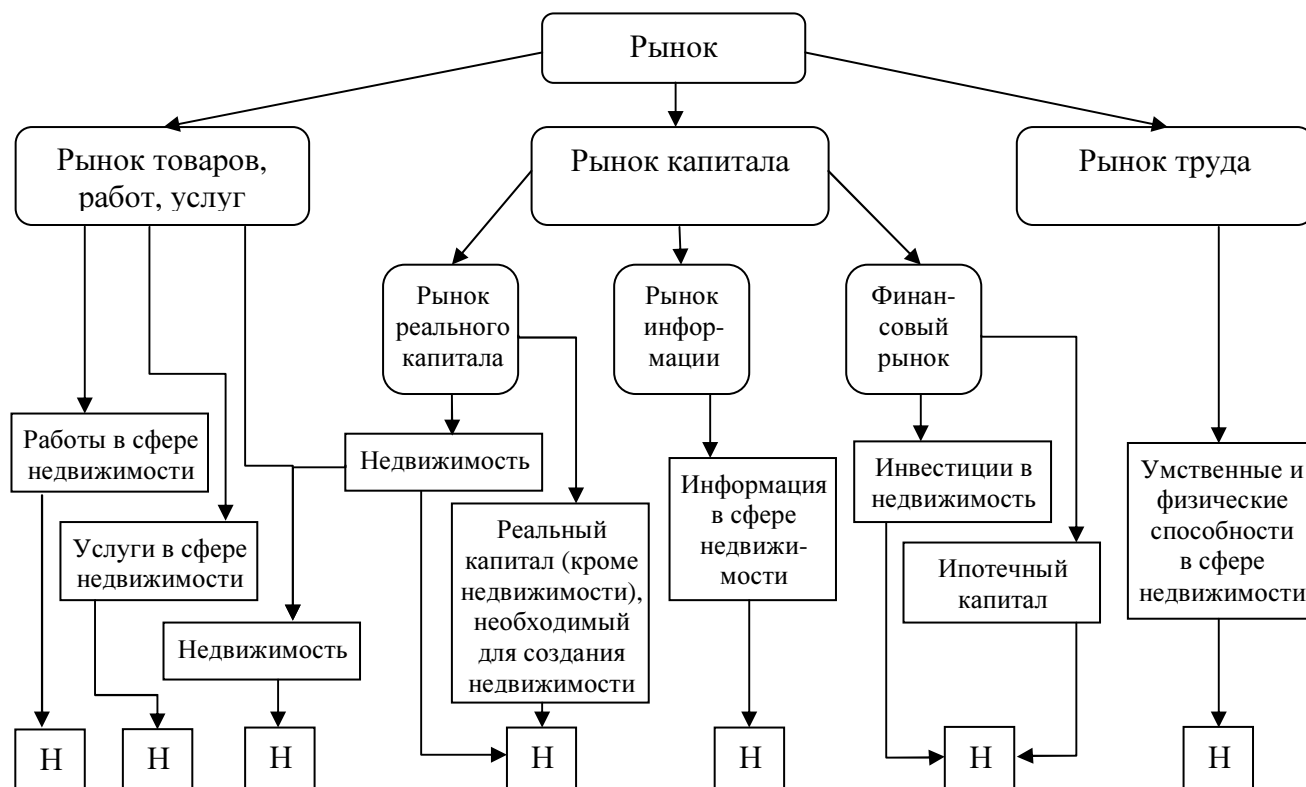 Рынок
Рынок товаров,
работ, услуг
Рынок капитала
Рынок труда
Рынок
реального
капитала
Рынок
инфор-
мации
Финан-
совый
рынок
Работы в сфере
недвижимости
Недвижимость
Информация
в сфере
недвижи-
мости
Инвестиции в
недвижимость
Умственные и
физические
способности
в сфере
недвижимости
Услуги в сфере
недвижимости
Реальный
капитал (кроме
недвижимости),
необходимый
для создания
недвижимости
Ипотечный
капитал
Недвижимость
Н
Н
Н
Н
Н
Н
Н